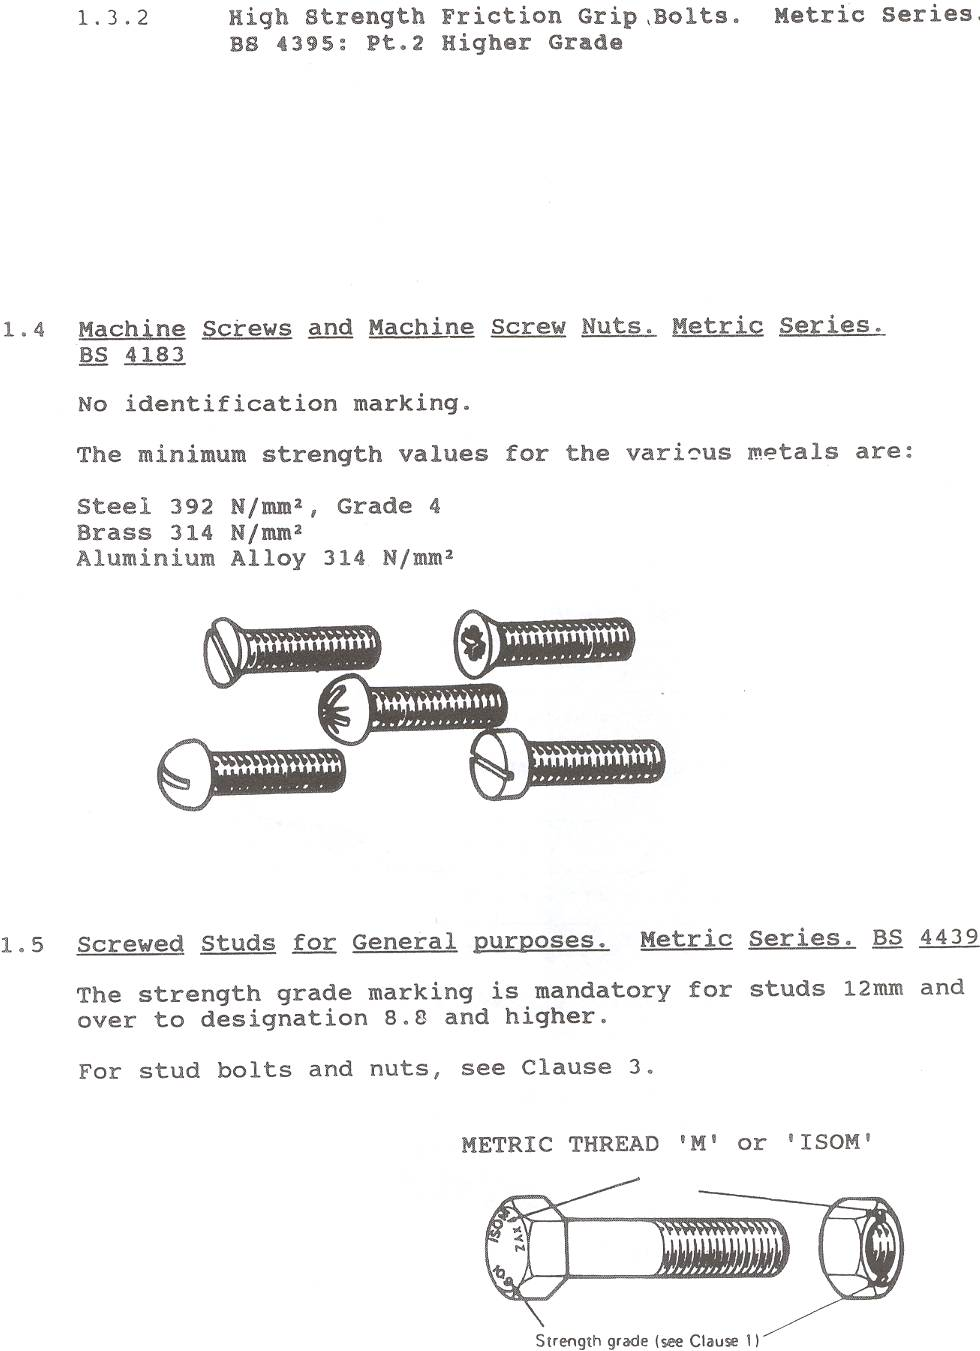 1.3.2 High Strength Friction Grip Bolts. Metric Series.
BS 4395: Pt.2 Higher Grade
1.4 Machine Screws and Machine Screw Nuts. Metric Series.
BS 4183
No identification marking.
The minimum strength values for the various metals are:
Steel 392 N/mm², Grade 4
Brass 314 N/mm²
Aluminium Alloy 314 N/mm²
1.5 Screwed Studs for General purposes. Metric Series. BS 4439
The strength grade marking is mandatory for studs 12mm and
over to designation 8.8 and higher.
For stud bolts and nuts, see Clause 3.
METRIC THREAD 'M' or 'ISOM'
ISOM
XYZ
Strength grade (see Clause 1)